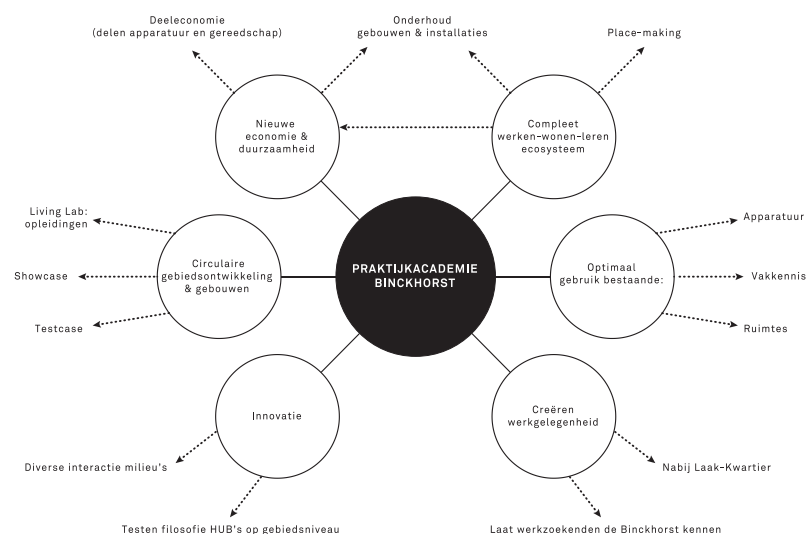 Deeleconomie
(delen apparatuur en gereedschap)
Onderhoud
gebouwen & installaties
Place-making
Nieuwe
economie &
duurzaamheid
Compleet
werken-wonen-leren
ecosysteem
Living Lab:
opleidingen
Showcase
Testcase
Circulaire
gebiedsontwikkeling
& gebouwen
PRAKTIJKACADEMIE
BINCKHORST
Optimaal
gebruik bestaande:
Apparatuur
Vakkennis
Ruimtes
Innovatie
Creëren
werkgelegenheid
Diverse interactie milieu's
Nabij Laak-Kwartier
Testen filosofie HUB's op gebiedsniveau
Laat werkzoekenden de Binckhorst kennen